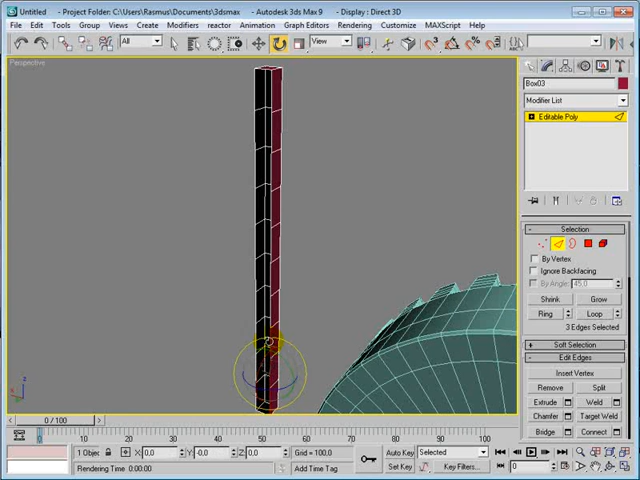 Untitled - Project Folder: C:\Users\Rasmus\Documents\3dsmax - Autodesk 3ds Max 9 - Display : Direct 3D
File Edit Tools Group Views Create Modifiers reactor Animation Graph Editors Rendering Customize MAXScript Help
All View
Perspective
Box03
Modifier List
Editable Poly
Selection
By Vertex
Ignore Backfacing
By Angle: 45.0
Shrink Grow
Ring Loop
3 Edges Selected
Soft Selection
Edit Edges
Insert Vertex
Remove Split
Extrude Weld
Chamfer Target Weld
Bridge Connect
0 / 100
0 10 20 30 40 50 60 70 80 90 100
1 Objec X: 0,0 Y: -0,0 Z: 0,0 Grid = 100,0 Auto Key Selected
Rendering Time 0:00:00 Add Time Tag Set Key Key Filters... 0